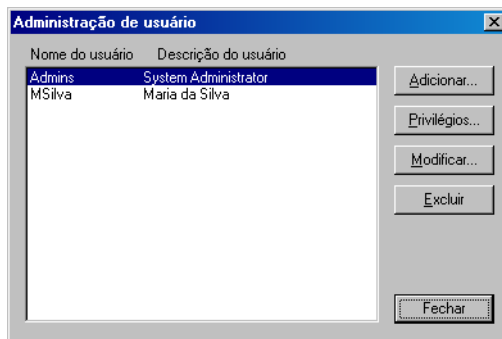 Administração de usuário
Nome do usuário Descrição do usuário
Admins System Administrator
MSilva Maria da Silva
Adicionar...
Privilégios...
Modificar...
Excluir
Fechar